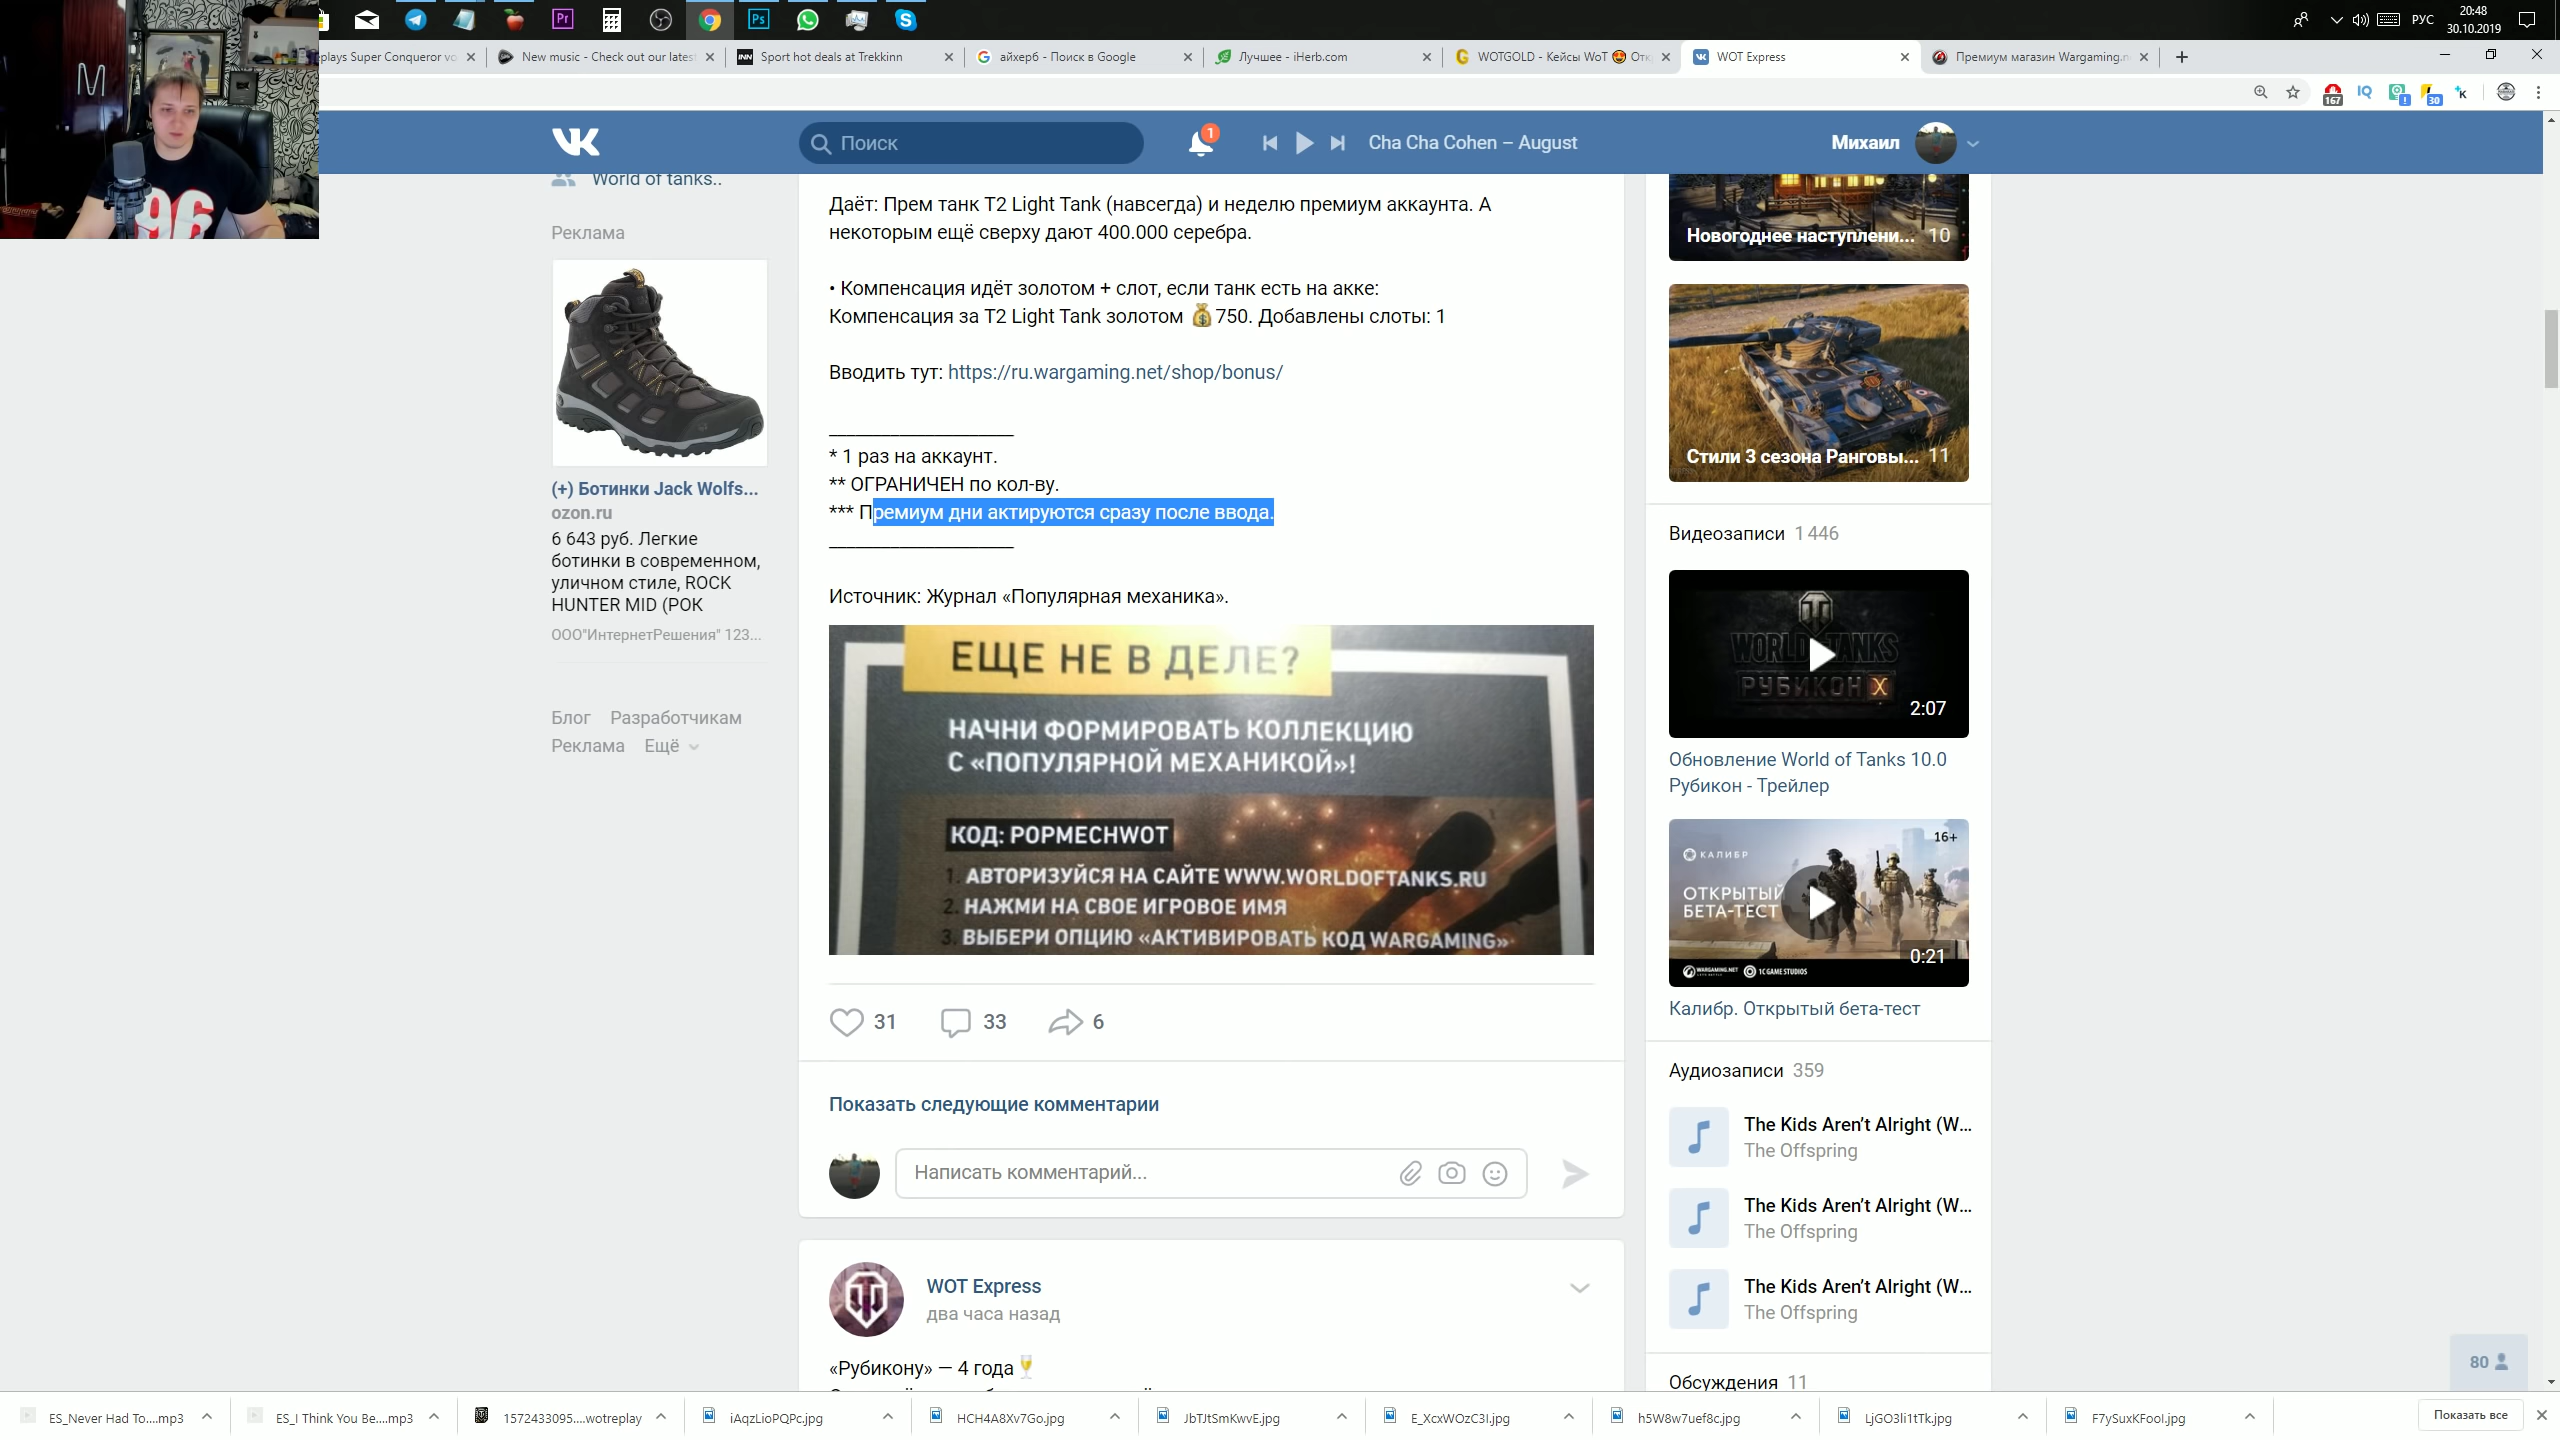 20:48
РУС
30.10.2019
plays Super Conqueror vo
New music - Check out our latest
Sport hot deals at Trekkinn
айхерб - Поиск в Google
Лучшее - iHerb.com
WOTGOLD - Кейсы WoT 🤩 Отк
WOT Express
Премиум магазин Wargaming.n
Поиск
1
Cha Cha Cohen – August
Михаил
World of tanks..
Реклама
(+) Ботинки Jack Wolfs...
ozon.ru
6 643 руб. Легкие
ботинки в современном,
уличном стиле, ROCK
HUNTER MID (РОК
ООО"ИнтернетРешения" 123...
Блог Разработчикам
Реклама Ещё
Даёт: Прем танк T2 Light Tank (навсегда) и неделю премиум аккаунта. А
некоторым ещё сверху дают 400.000 серебра.
• Компенсация идёт золотом + слот, если танк есть на акке:
Компенсация за T2 Light Tank золотом 💰750. Добавлены слоты: 1
Вводить тут: https://ru.wargaming.net/shop/bonus/
____________________
* 1 раз на аккаунт.
** ОГРАНИЧЕН по кол-ву.
*** Премиум дни актируются сразу после ввода.
____________________
Источник: Журнал «Популярная механика».
ЕЩЕ НЕ В ДЕЛЕ?
НАЧНИ ФОРМИРОВАТЬ КОЛЛЕКЦИЮ
С «ПОПУЛЯРНОЙ МЕХАНИКОЙ»!
КОД: POPMECHWOT
1. АВТОРИЗУЙСЯ НА САЙТЕ WWW.WORLDOFTANKS.RU
2. НАЖМИ НА СВОЕ ИГРОВОЕ ИМЯ
3. ВЫБЕРИ ОПЦИЮ «АКТИВИРОВАТЬ КОД WARGAMING»
31 33 6
Показать следующие комментарии
Написать комментарий...
WOT Express
два часа назад
«Рубикону» — 4 года🥂
Новогоднее наступлени... 10
Стили 3 сезона Ранговы... 11
Видеозаписи 1 446
WORLD OF TANKS
РУБИКОН X
2:07
Обновление World of Tanks 10.0
Рубикон - Трейлер
16+
КАЛИБР
ОТКРЫТЫЙ
БЕТА-ТЕСТ
0:21
WARGAMING.NET
1C GAME STUDIOS
Калибр. Открытый бета-тест
Аудиозаписи 359
The Kids Aren't Alright (W...
The Offspring
The Kids Aren't Alright (W...
The Offspring
The Kids Aren't Alright (W...
The Offspring
Обсуждения 11
80
ES_Never Had To....mp3
ES_I Think You Be....mp3
1572433095....wotreplay
iAqzLioPQPc.jpg
HCH4A8Xv7Go.jpg
JbTJtSmKwvE.jpg
E_XcxWOzC3I.jpg
h5W8w7uef8c.jpg
LjGO3li1tTk.jpg
F7ySuxKFooI.jpg
Показать все